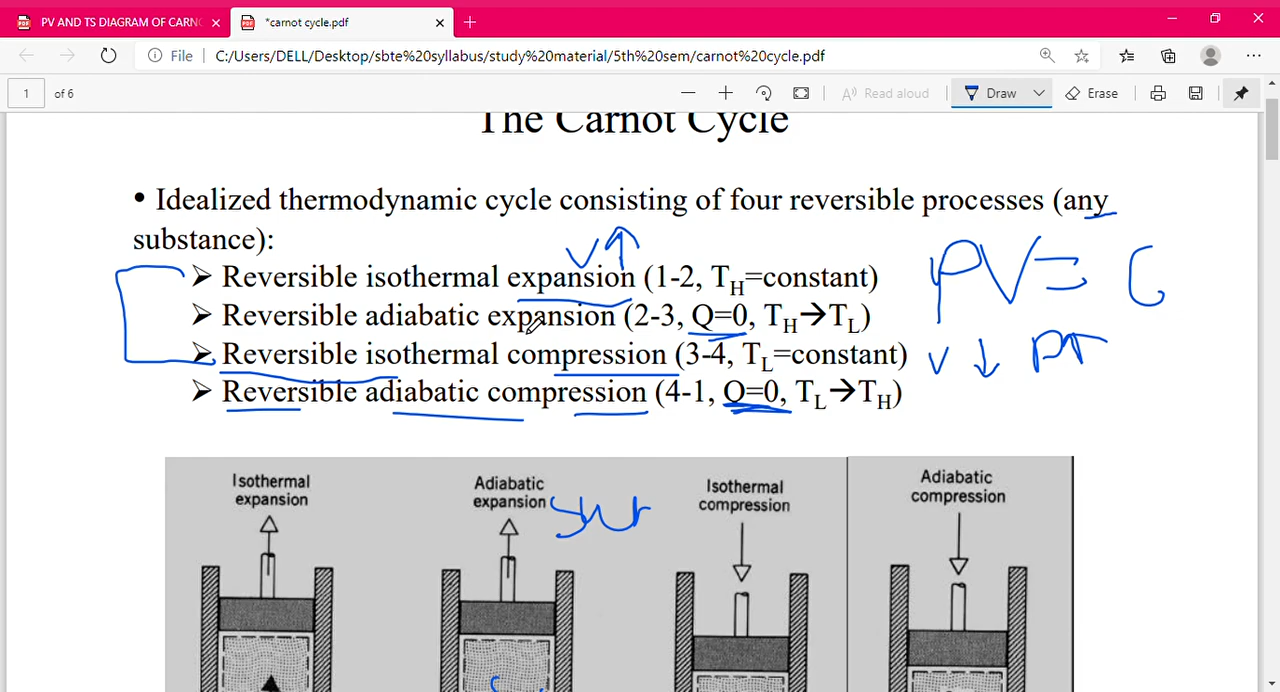 PV AND TS DIAGRAM OF CARN
*carnot cycle.pdf
File
C:/Users/DELL/Desktop/sbte%20syllabus/study%20material/5th%20sem/carnot%20cycle.pdf
1 of 6
Read aloud
Draw
Erase
The Carnot Cycle
• Idealized thermodynamic cycle consisting of four reversible processes (any
substance):
V↑
➢ Reversible isothermal expansion (1-2, TH=constant)
➢ Reversible adiabatic expansion (2-3, Q=0, TH→TL)
➢ Reversible isothermal compression (3-4, TL=constant)
➢ Reversible adiabatic compression (4-1, Q=0, TL→TH)
PV = C
V ↓ P↑
Isothermal
expansion
Adiabatic
expansion
Isothermal
compression
Adiabatic
compression